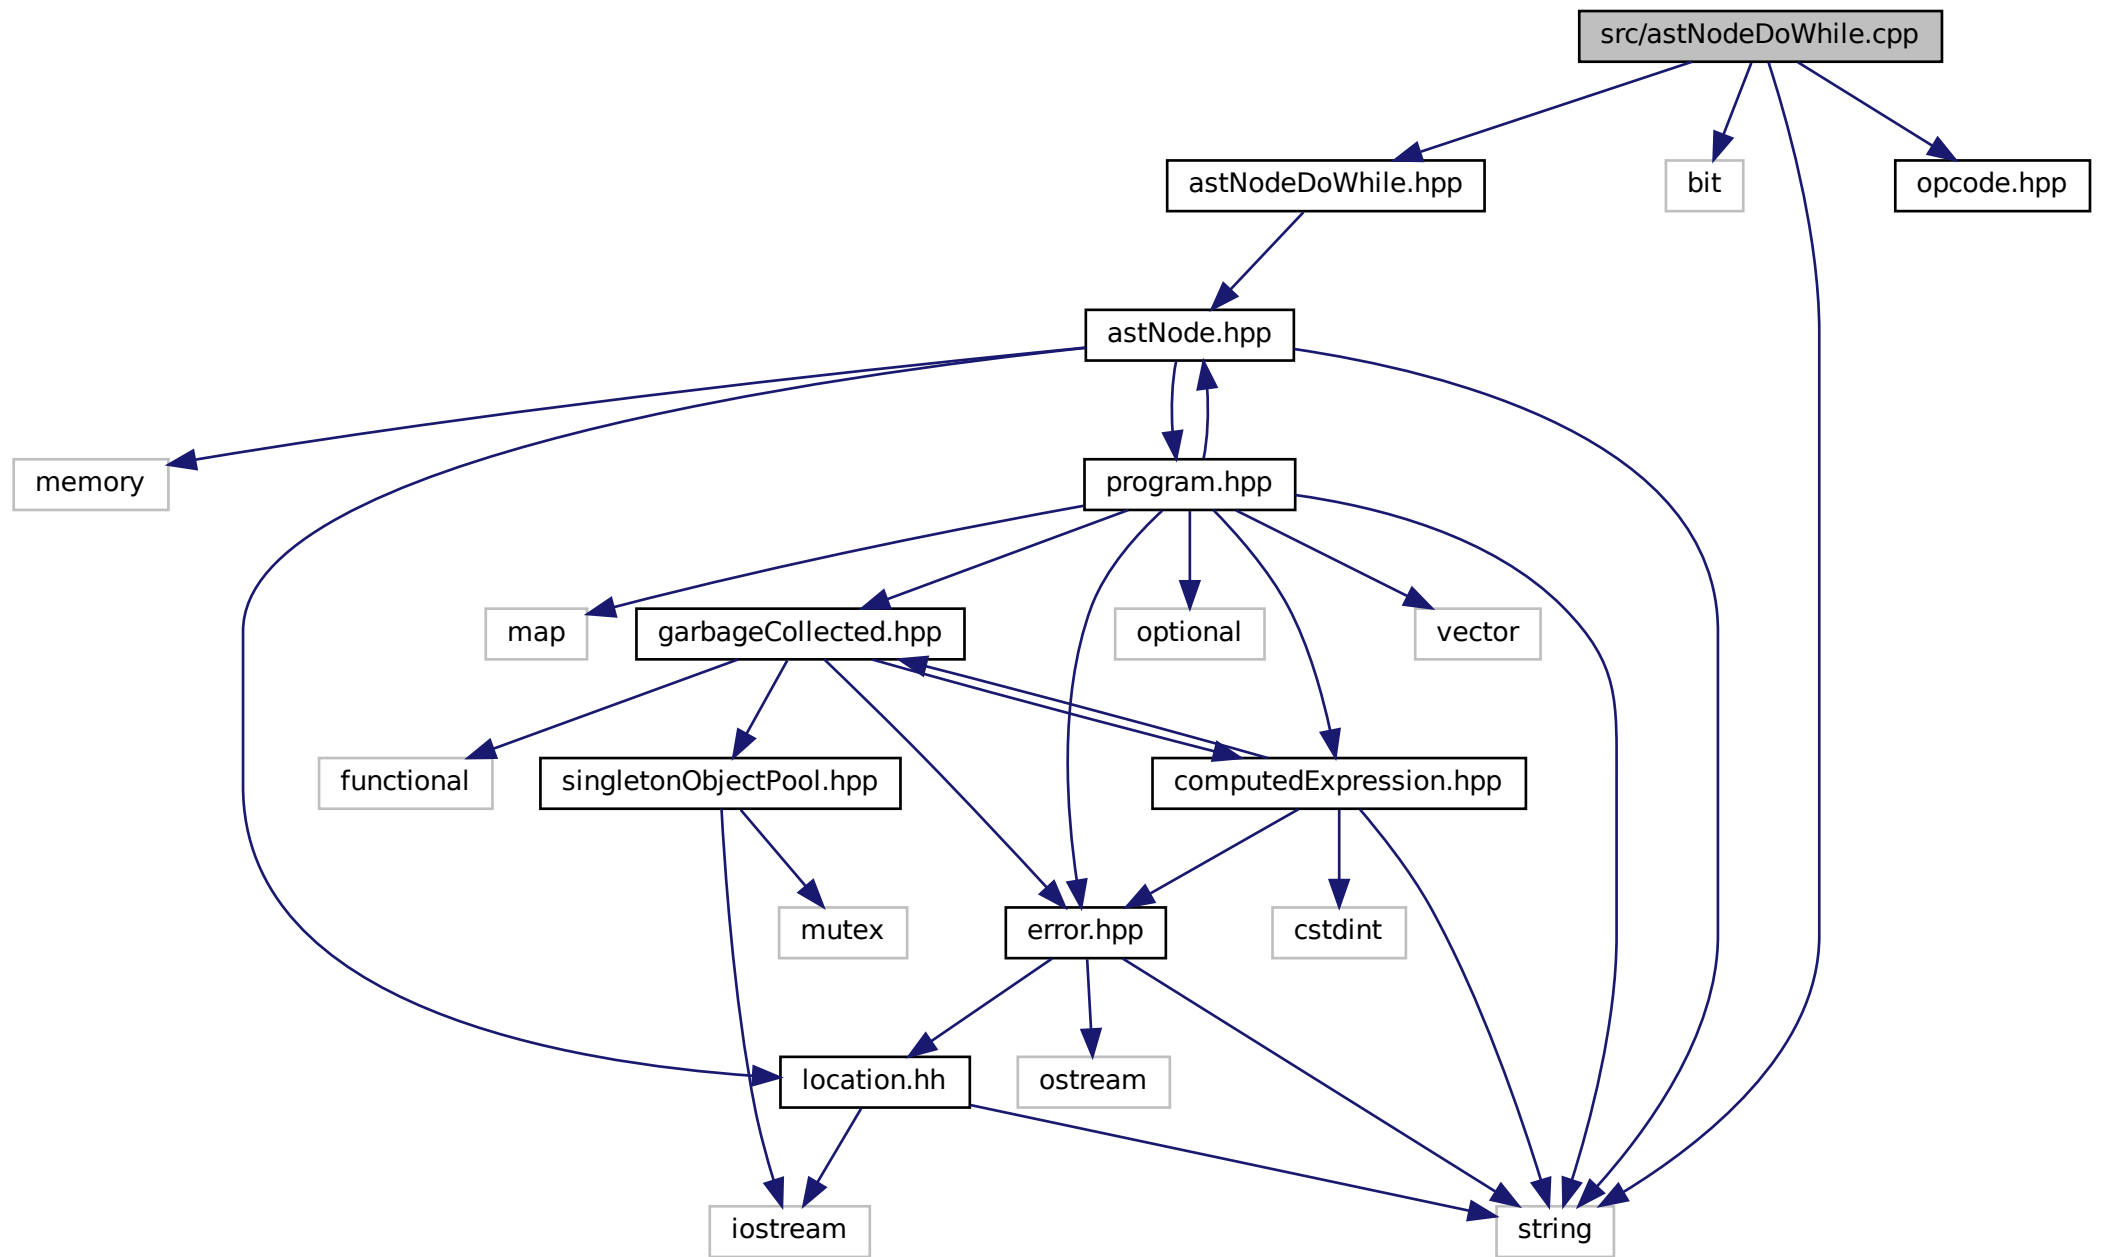 src/astNodeDoWhile.cpp
astNodeDoWhile.hpp
bit
opcode.hpp
astNode.hpp
memory
program.hpp
map
garbageCollected.hpp
optional
vector
functional
singletonObjectPool.hpp
computedExpression.hpp
mutex
error.hpp
cstdint
location.hh
ostream
iostream
string